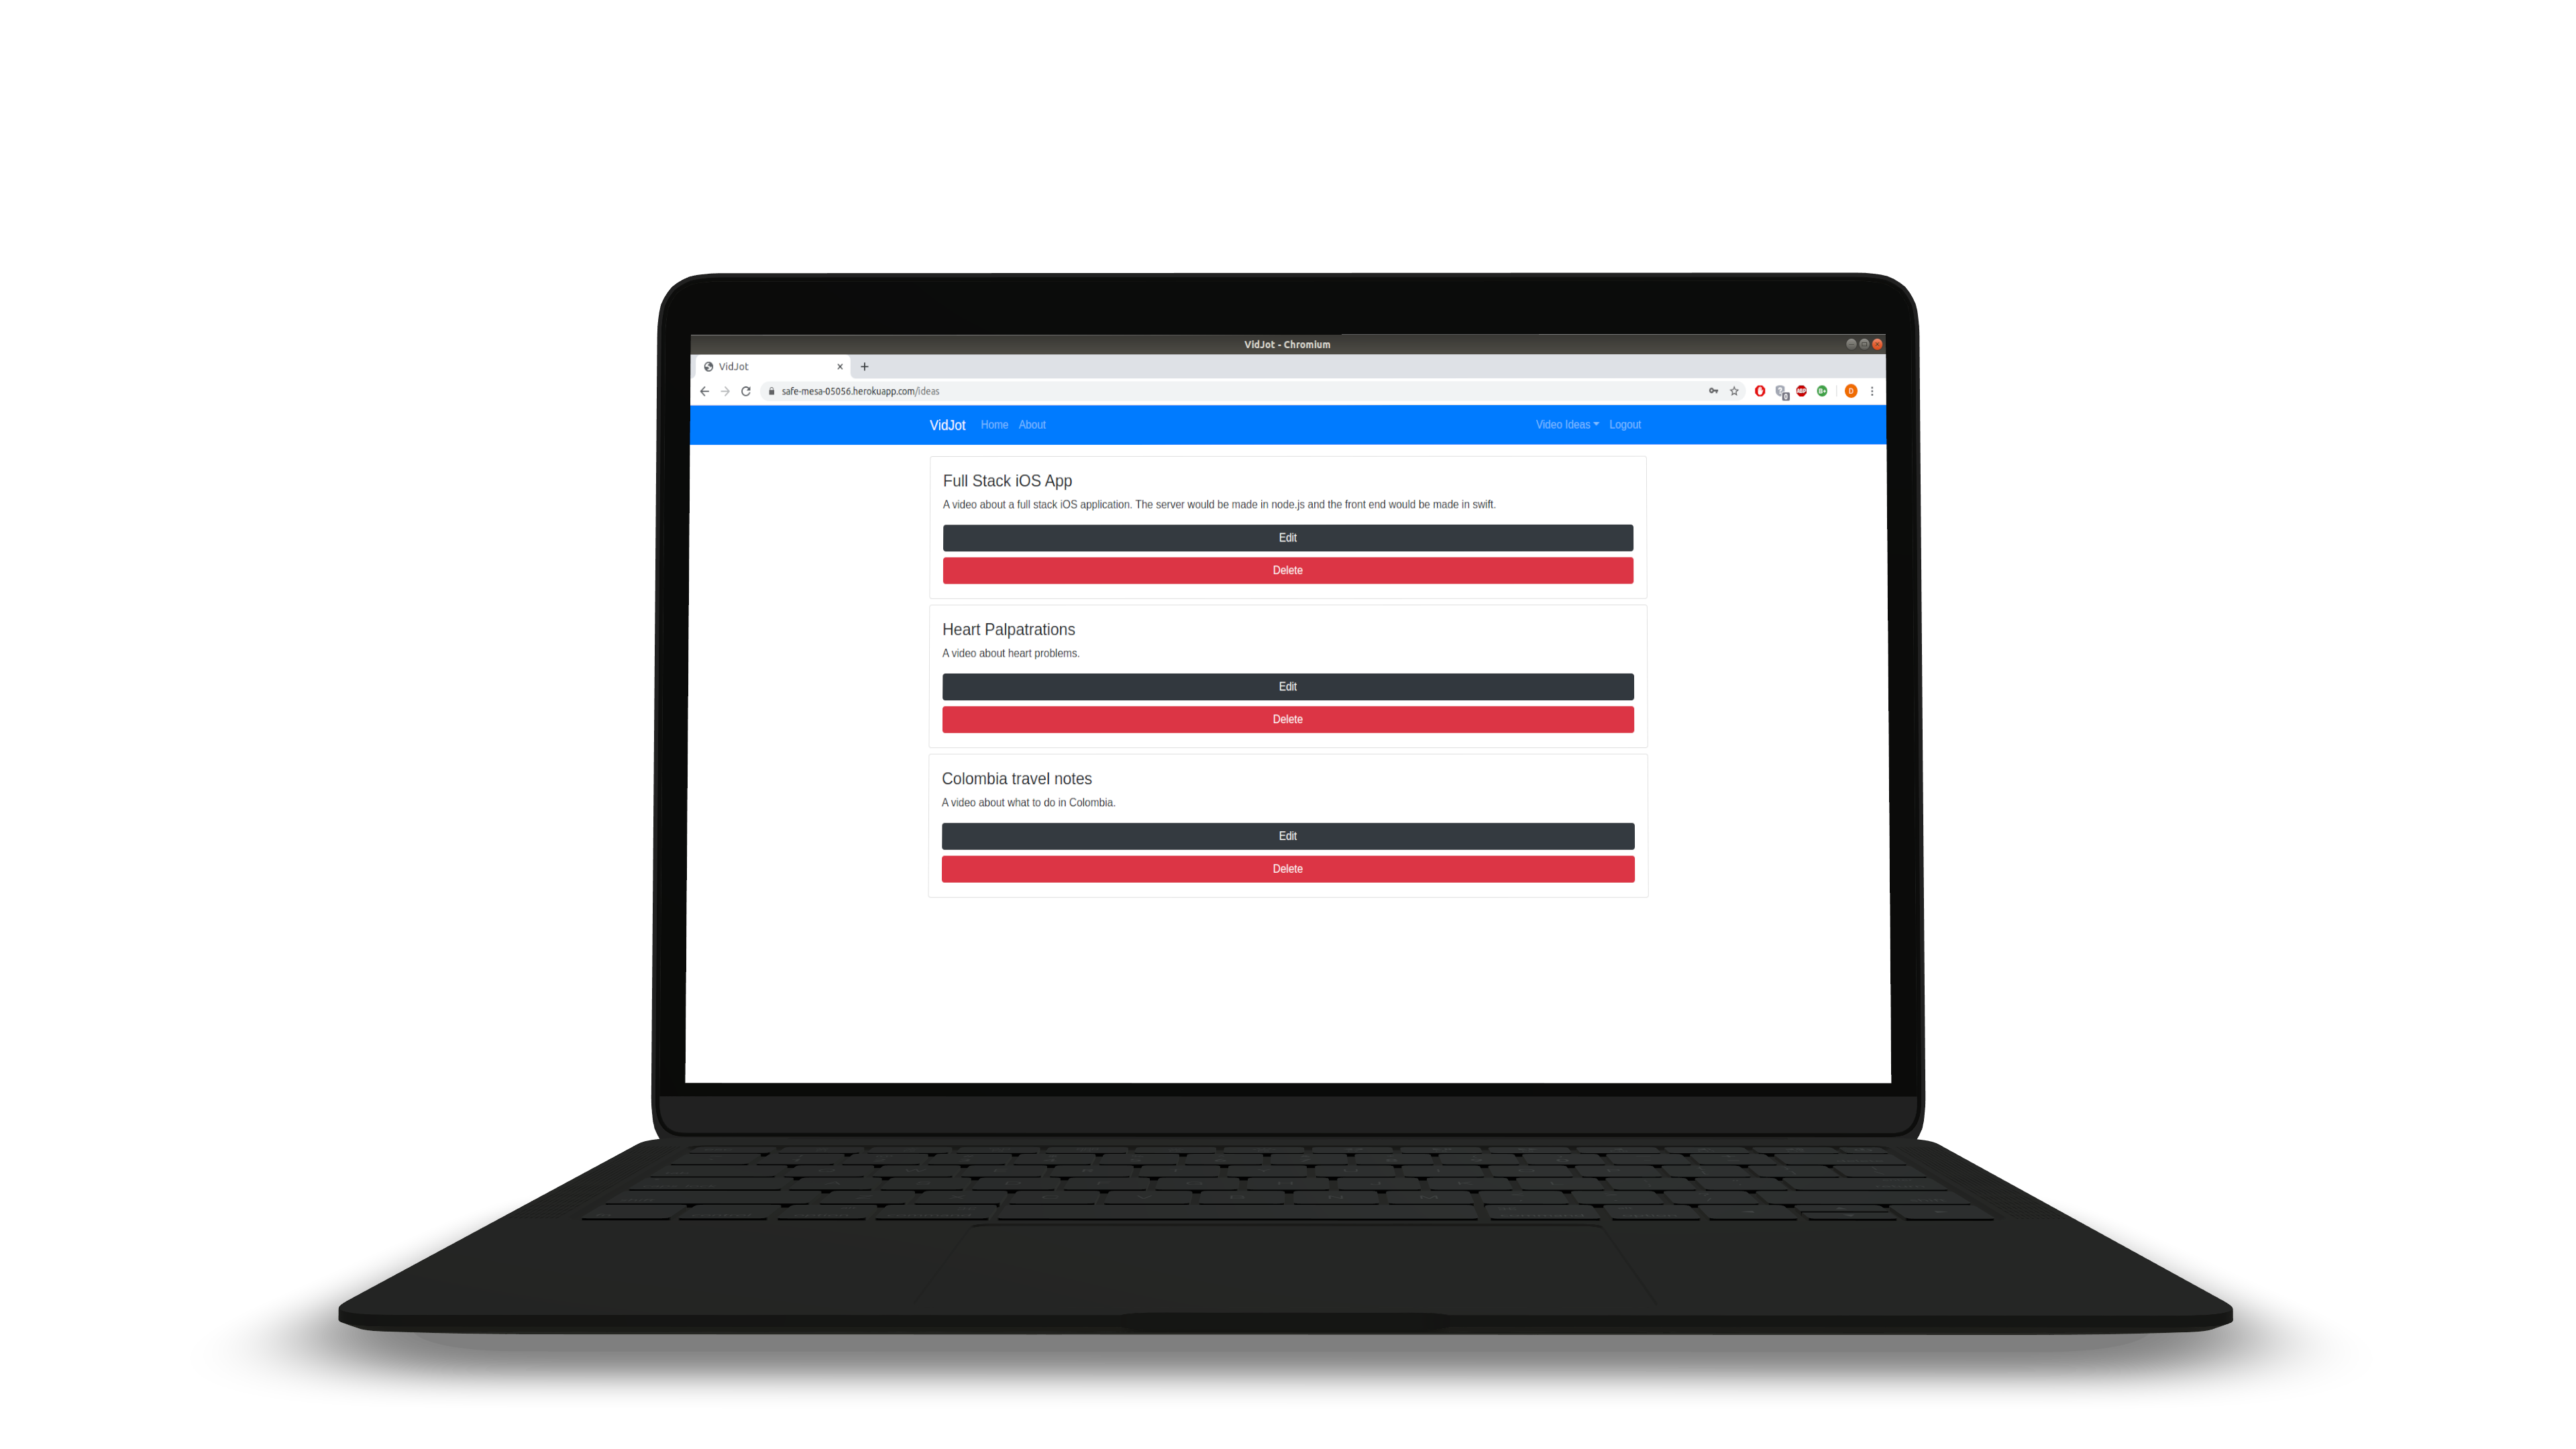 VidJot - Chromium
VidJot
safe-mesa-05056.herokuapp.com/ideas
VidJot Home About Video Ideas Logout
Full Stack iOS App
A video about a full stack iOS application. The server would be made in node.js and the front end would be made in swift.
Edit
Delete
Heart Palpatrations
A video about heart problems.
Edit
Delete
Colombia travel notes
A video about what to do in Colombia.
Edit
Delete